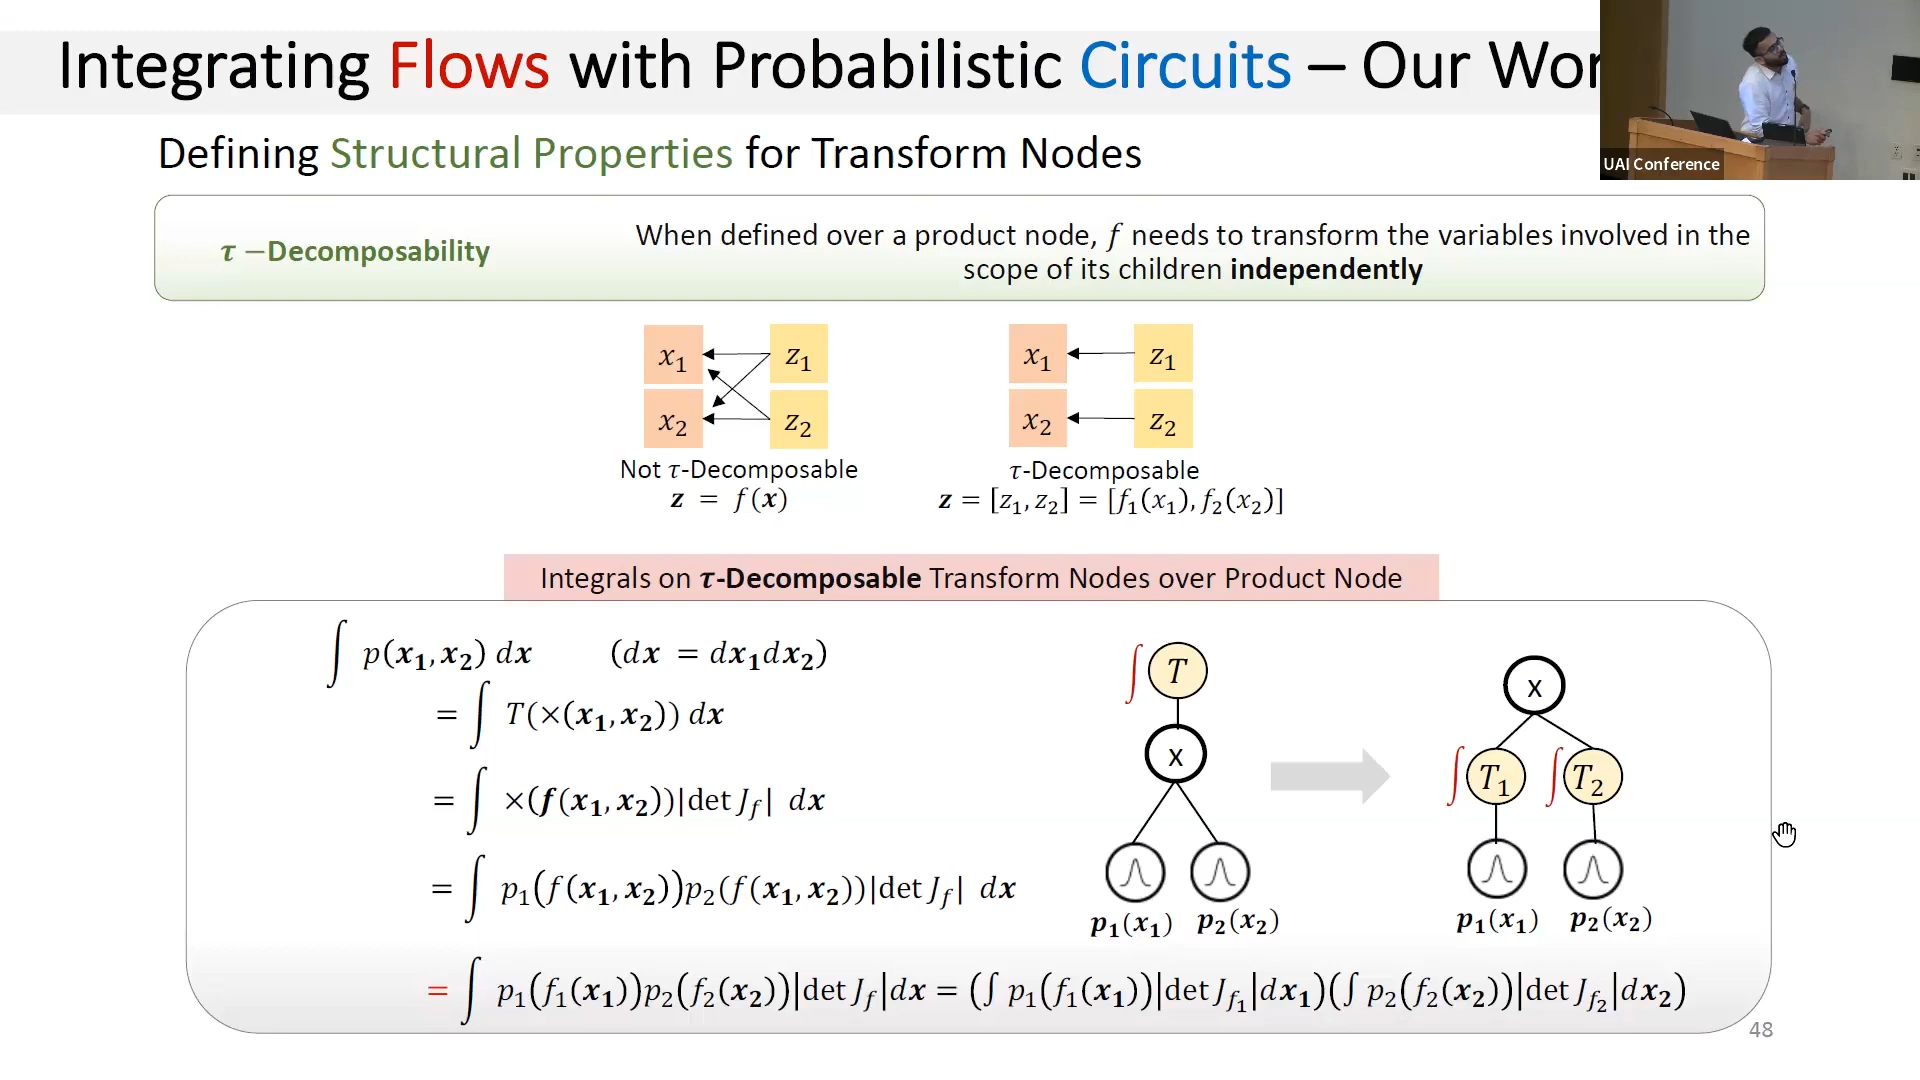 Integrating Flows with Probabilistic Circuits – Our Wor
UAI Conference
Defining Structural Properties for Transform Nodes
τ −Decomposability
When defined over a product node, f needs to transform the variables involved in the
scope of its children independently
x₁ z₁
x₂ z₂
Not τ-Decomposable
z = f(x)
x₁ z₁
x₂ z₂
τ-Decomposable
z = [z₁, z₂] = [f₁(x₁), f₂(x₂)]
Integrals on τ-Decomposable Transform Nodes over Product Node
∫ p(x₁, x₂) dx (dx = dx₁dx₂)
= ∫ T(×(x₁, x₂)) dx
= ∫ ×(f(x₁, x₂))|det J_f| dx
= ∫ p₁(f(x₁, x₂))p₂(f(x₁, x₂))|det J_f| dx
= ∫ p₁(f₁(x₁))p₂(f₂(x₂))|det J_f|dx = (∫ p₁(f₁(x₁))|det J_f₁|dx₁)(∫ p₂(f₂(x₂))|det J_f₂|dx₂)
∫ T
x
p₁(x₁) p₂(x₂)
x
∫ T₁ ∫ T₂
p₁(x₁) p₂(x₂)
48